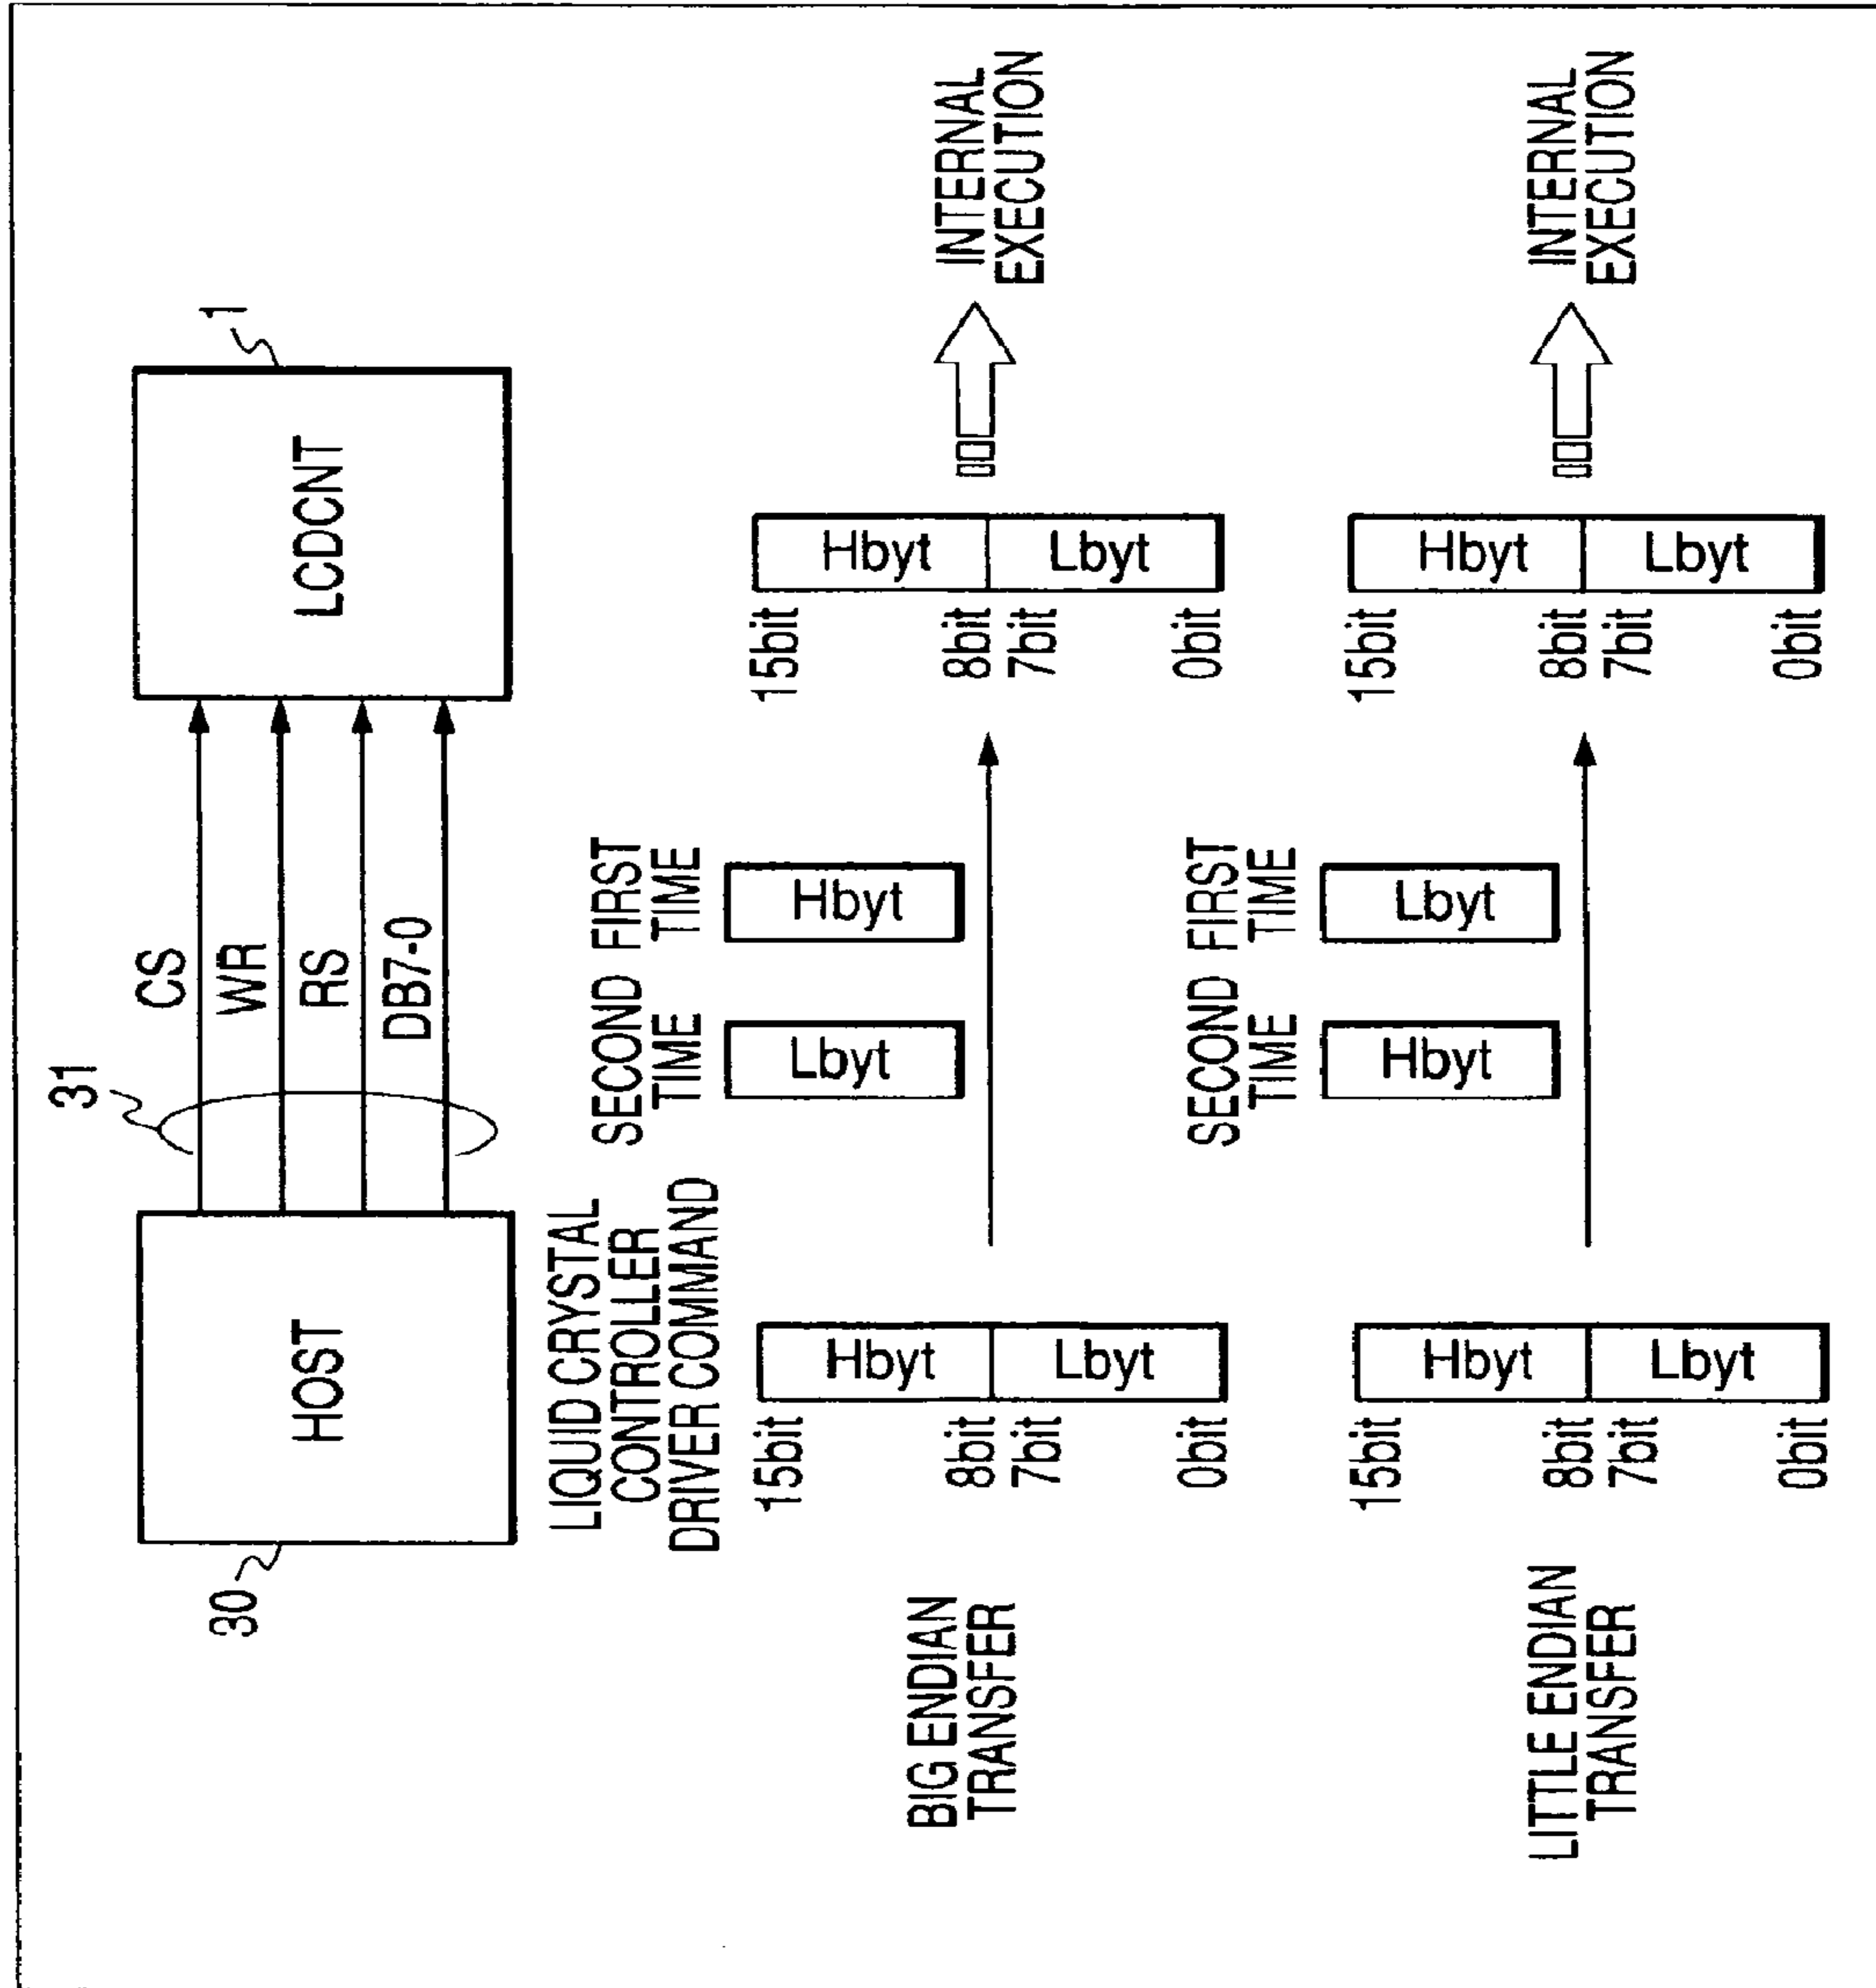 31
CS
WR
RS
DB7-0
30
HOST
LCDCNT
1
LIQUID CRYSTAL
CONTROLLER
DRIVER COMMAND
SECOND FIRST
TIME TIME
BIG ENDIAN
TRANSFER
15bit
Hbyt
8bit
7bit
Lbyt
0bit
Lbyt
Hbyt
15bit
Hbyt
8bit
7bit
Lbyt
0bit
INTERNAL
EXECUTION
SECOND FIRST
TIME TIME
LITTLE ENDIAN
TRANSFER
15bit
Hbyt
8bit
7bit
Lbyt
0bit
Hbyt
Lbyt
15bit
Hbyt
8bit
7bit
Lbyt
0bit
INTERNAL
EXECUTION